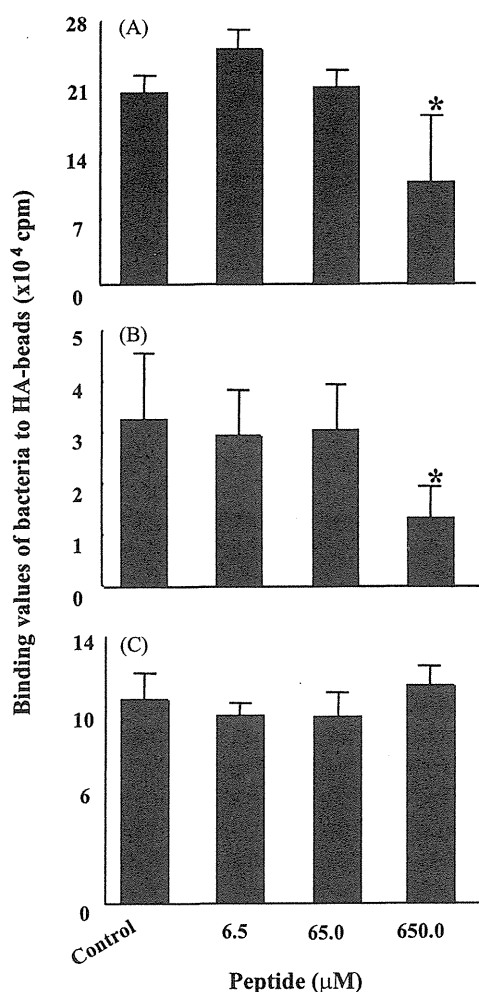 Binding values of bacteria to HA-beads (x10⁴ cpm)
(A)
28
21
14
7
0
*
(B)
5
4
3
2
1
0
*
(C)
14
10
6
0
Control 6.5 65.0 650.0
Peptide (μM)